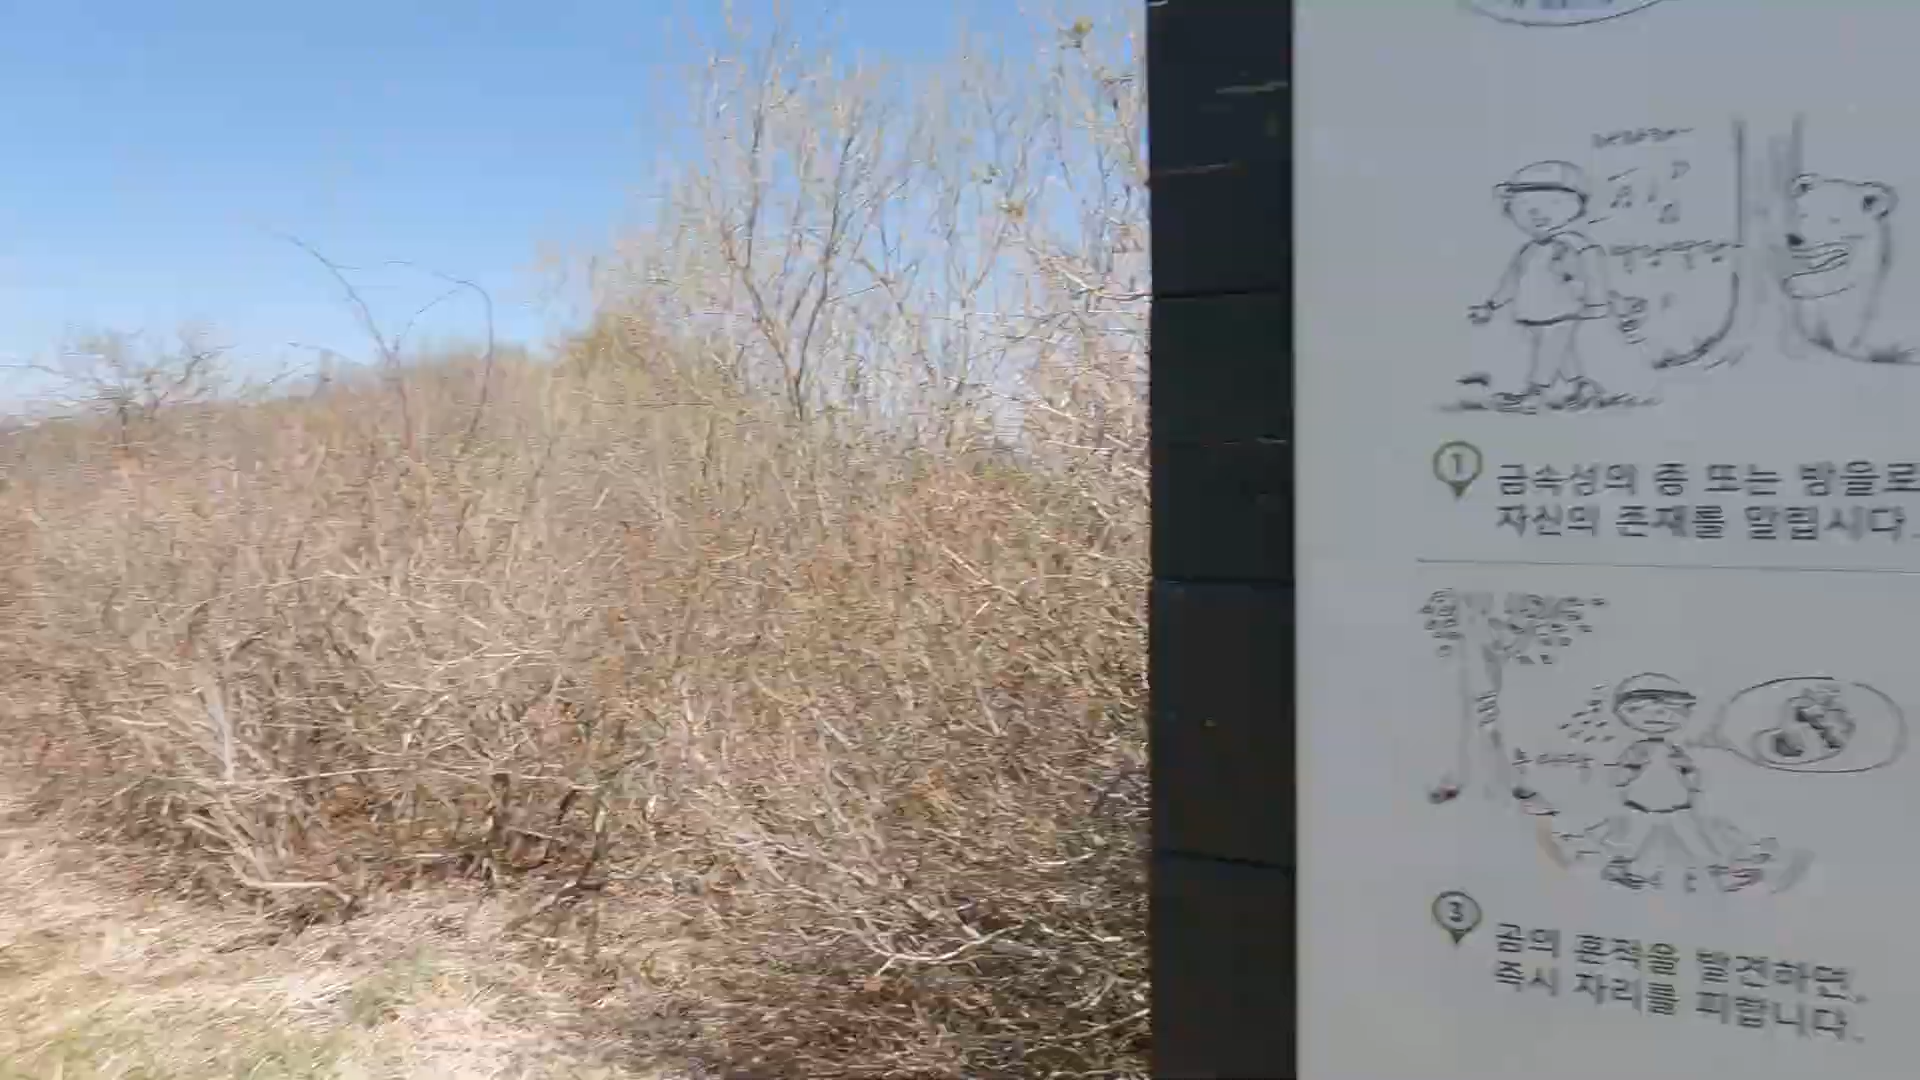 1
금속성의 종 또는 방울로
자신의 존재를 알립시다.
3
곰의 흔적을 발견하면,
즉시 자리를 피합니다.